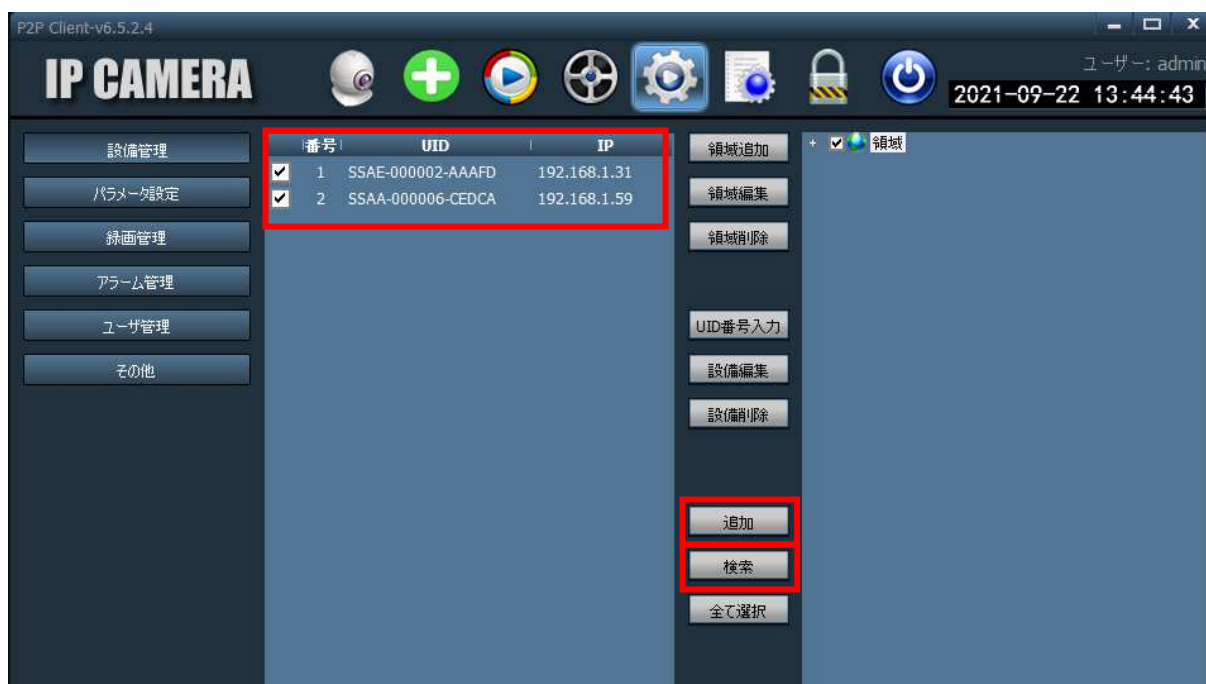 P2P Client-v6.5.2.4
IP CAMERA
ユーザー: admin
2021-09-22 13:44:43
設備管理
パラメータ設定
録画管理
アラーム管理
ユーザ管理
その他
番号 UID IP
1 SSAE-000002-AAAFD 192.168.1.31
2 SSAA-000006-CEDCA 192.168.1.59
領域追加
領域編集
領域削除
UID番号入力
設備編集
設備削除
追加
検索
全て選択
領域